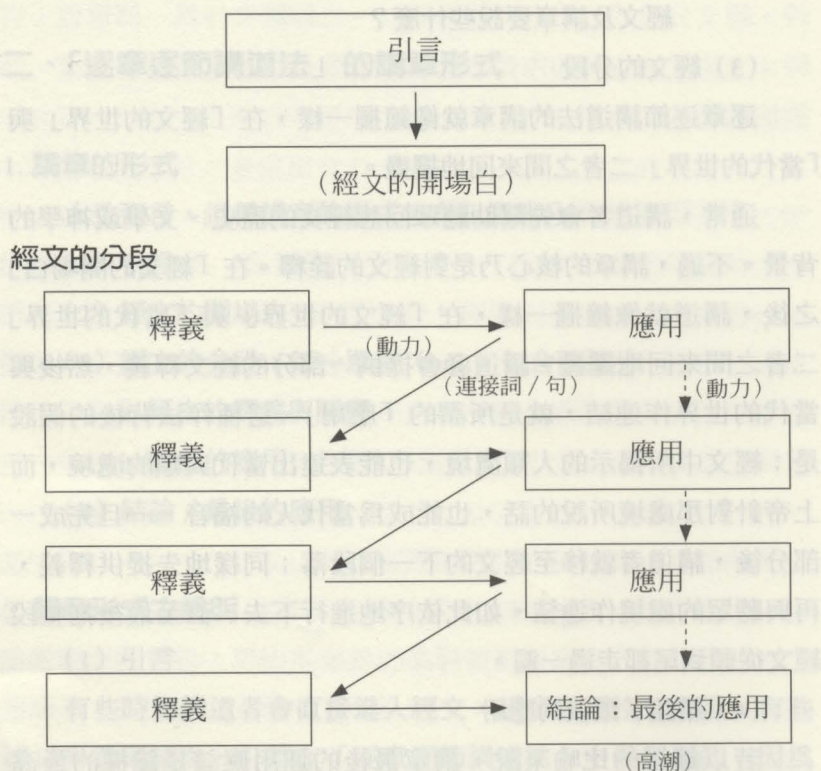 引言
(經文的開場白)
經文的分段
釋義
(動力)
應用
(連接詞/句)
(動力)
釋義
應用
釋義
應用
釋義
結論：最後的應用
(高潮)